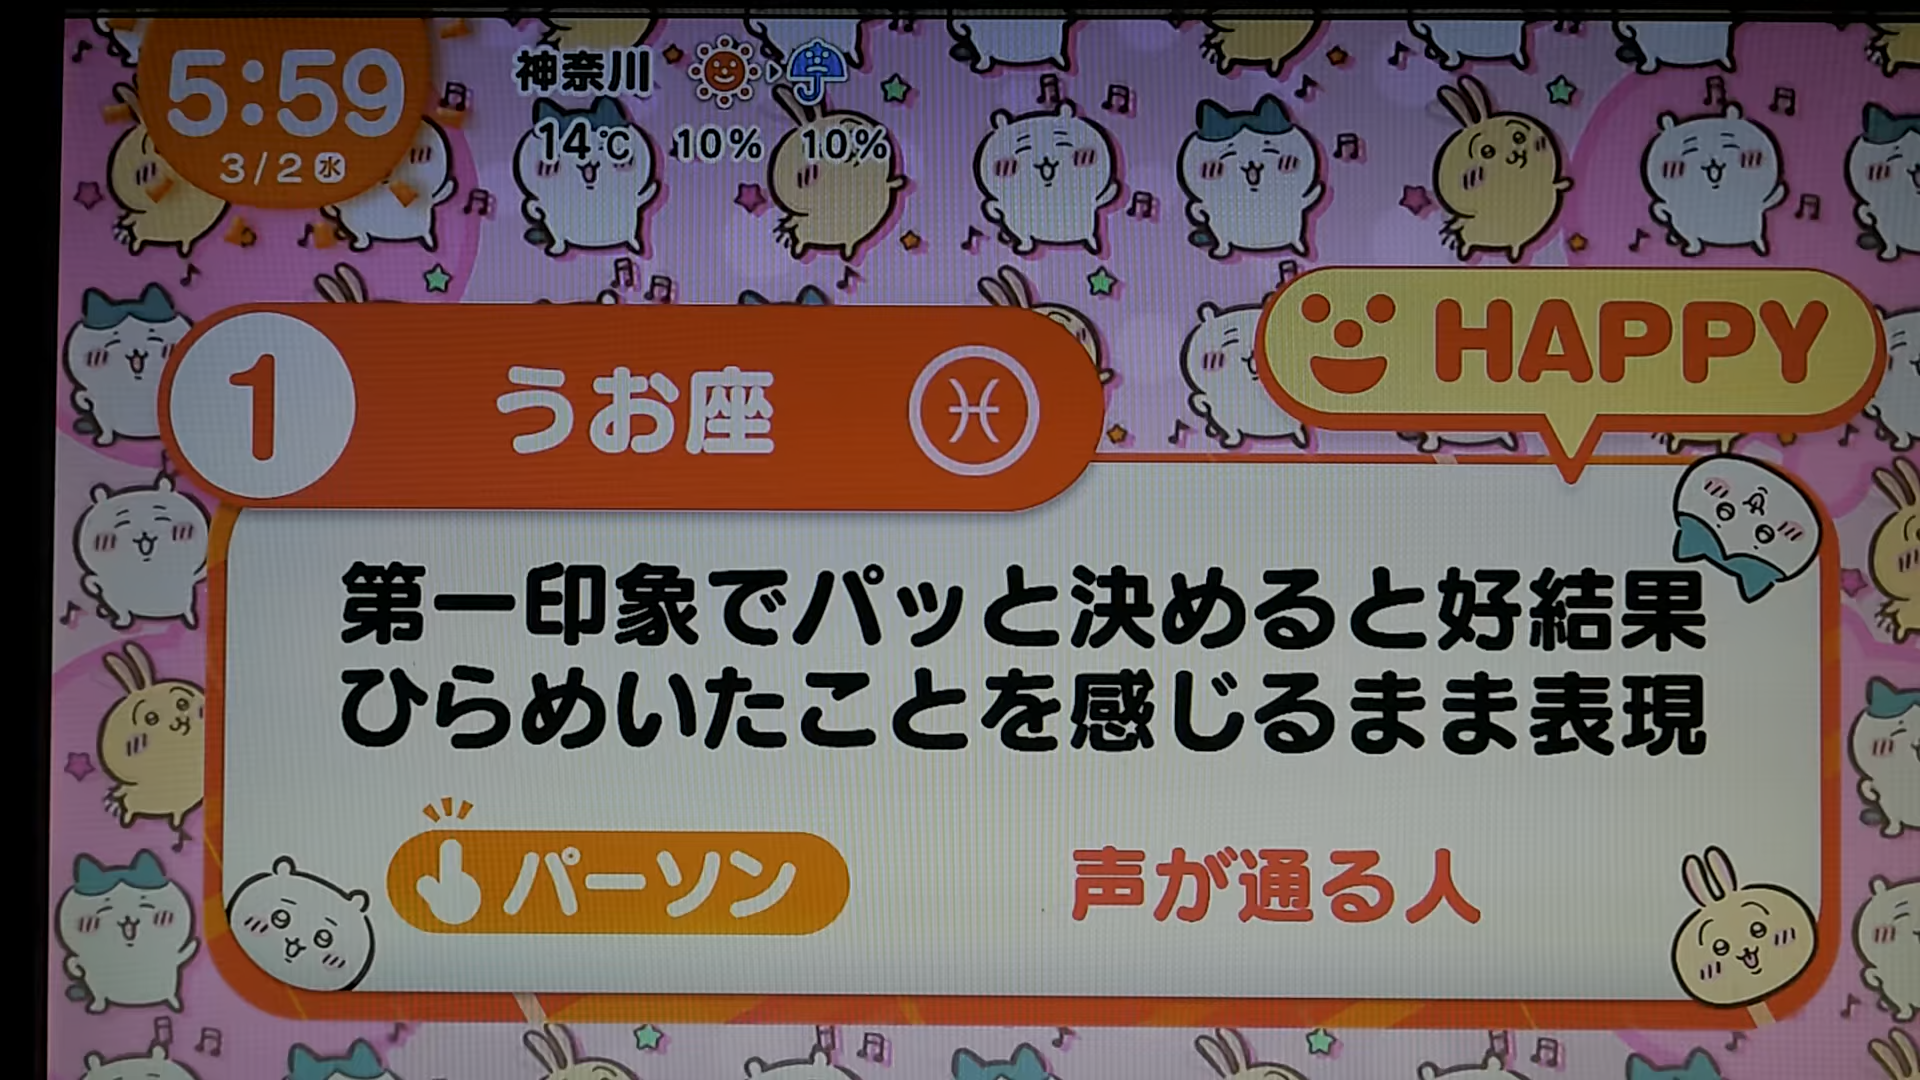 5:59
3/2 水
神奈川
14℃ 10% 10%
HAPPY
1 うお座
第一印象でパッと決めると好結果
ひらめいたことを感じるまま表現
パーソン 声が通る人